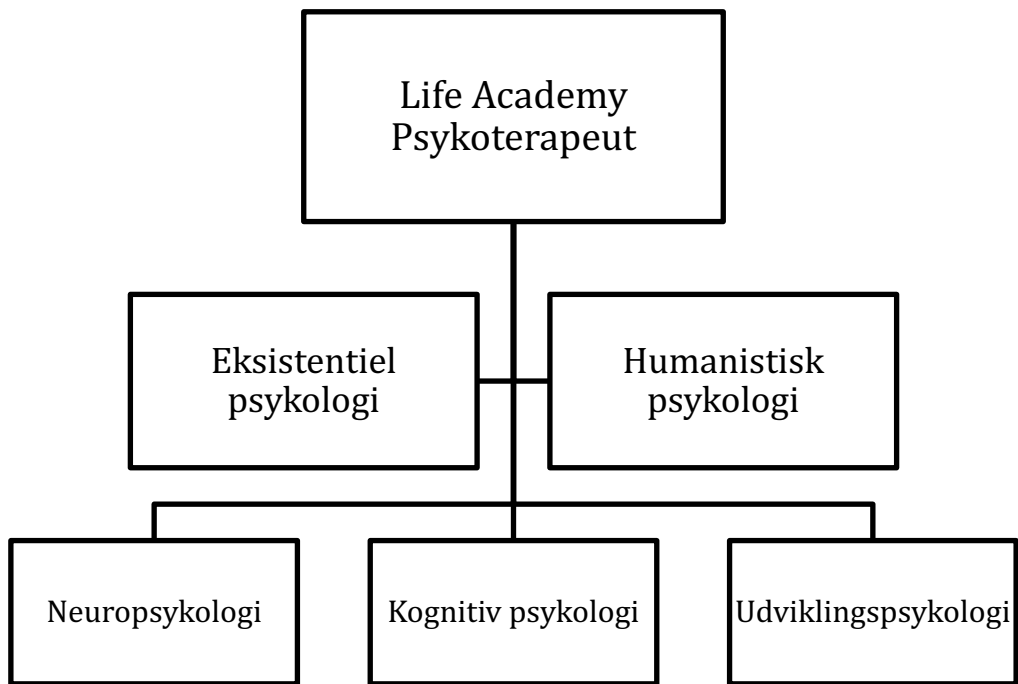 Life Academy
Psykoterapeut
Eksistentiel
psykologi
Humanistisk
psykologi
Neuropsykologi
Kognitiv psykologi
Udviklingspsykologi